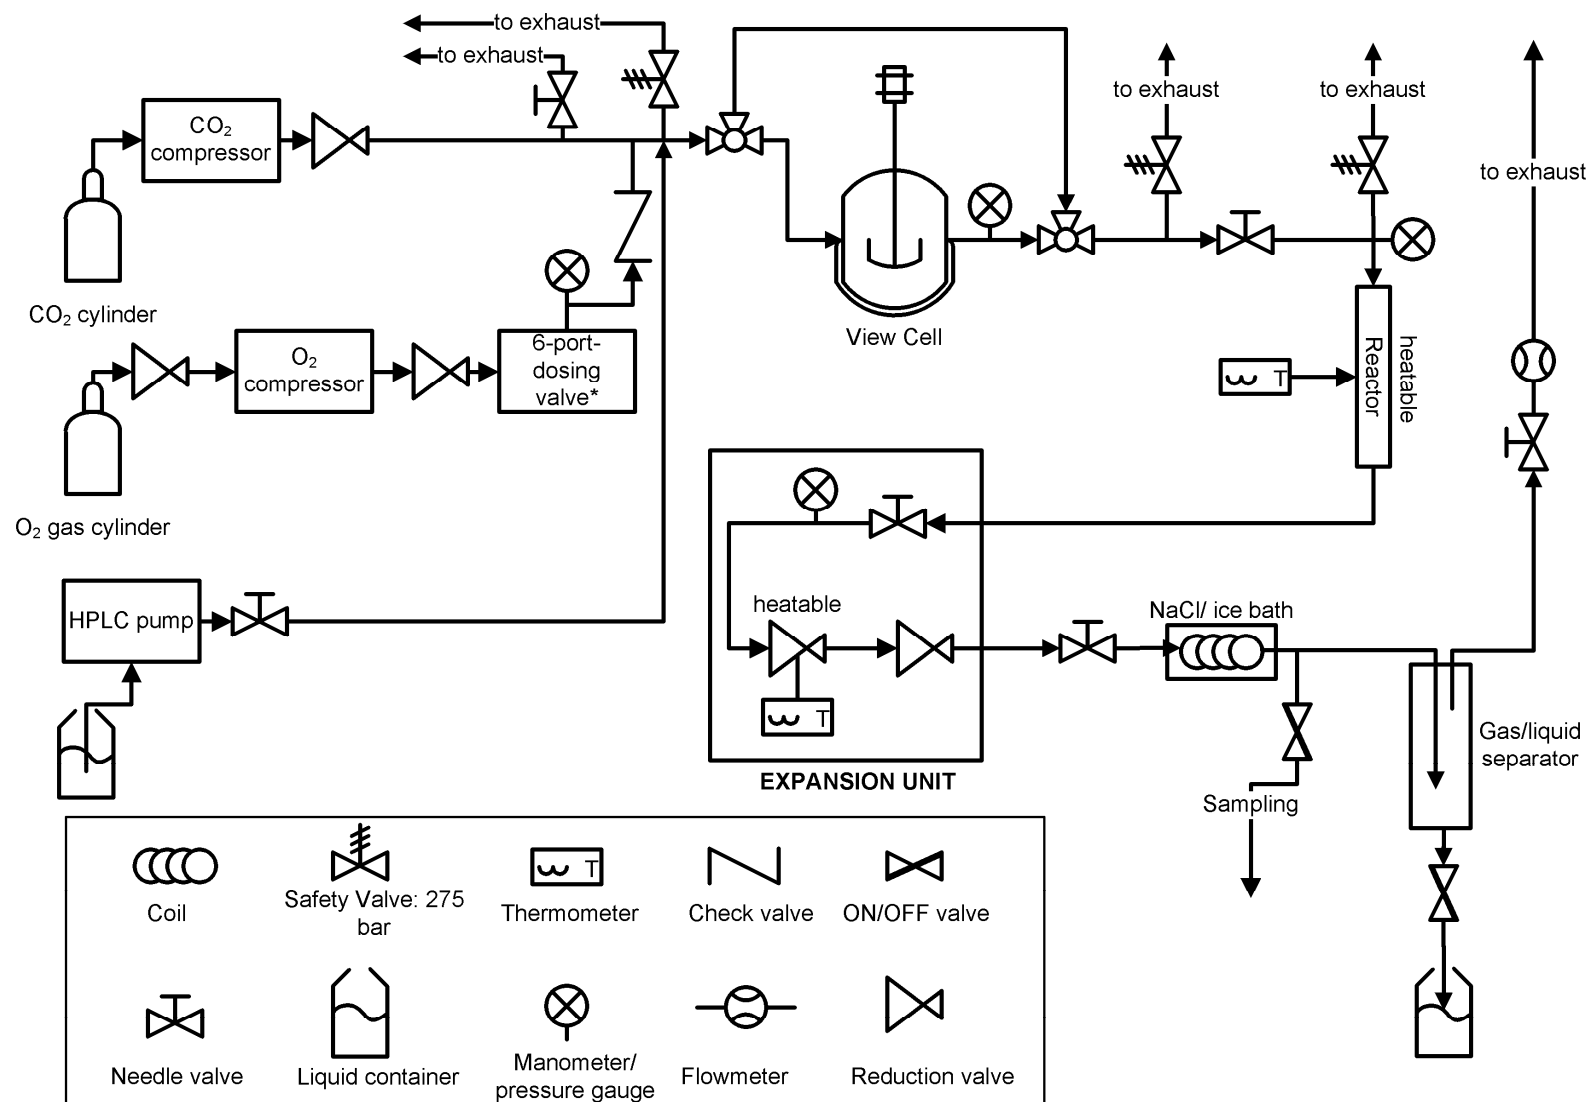 to exhaust
to exhaust
to exhaust
to exhaust
to exhaust
CO₂
compressor
CO₂ cylinder
View Cell
O₂
compressor
6-port-
dosing
valve*
T
Reactor
heatable
O₂ gas cylinder
HPLC pump
heatable
T
EXPANSION UNIT
NaCl/ ice bath
Sampling
Gas/liquid
separator
Coil
Safety Valve: 275
bar
T
Thermometer
Check valve
ON/OFF valve
Needle valve
Liquid container
Manometer/
pressure gauge
Flowmeter
Reduction valve